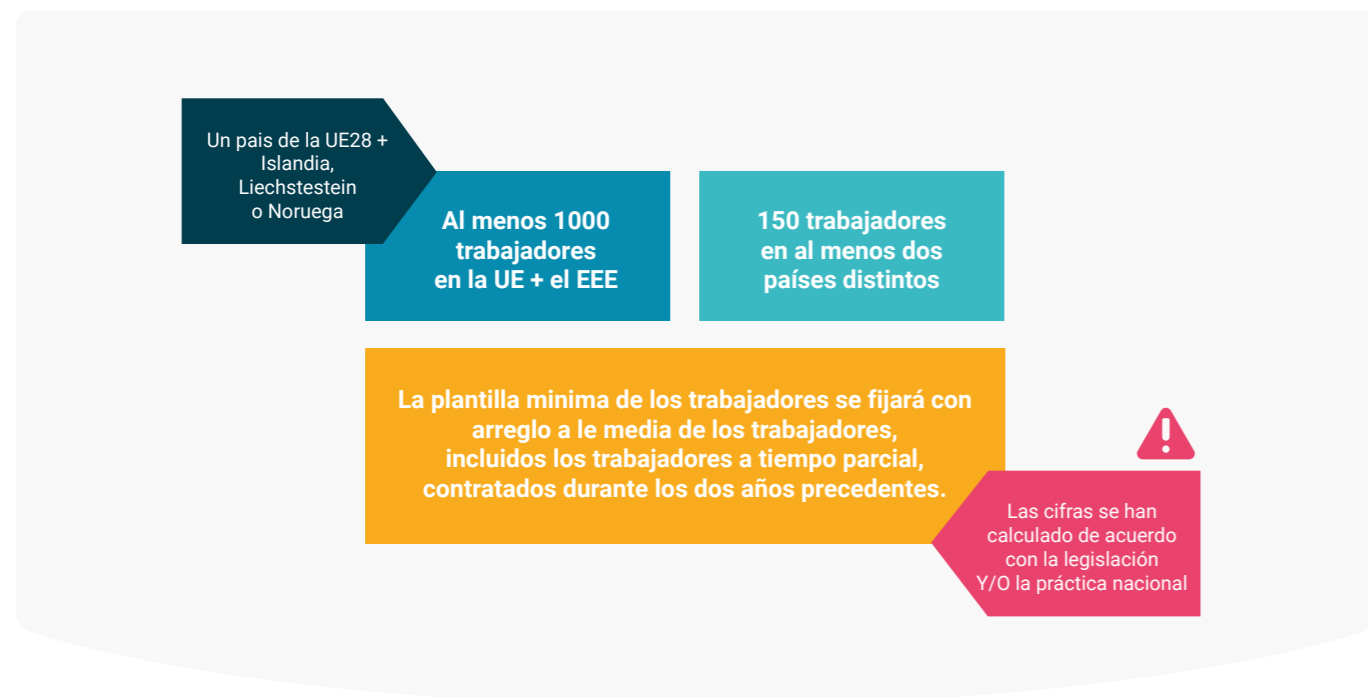 Un pais de la UE28 +
Islandia,
Liechstestein
o Noruega
Al menos 1000
trabajadores
en la UE + el EEE
150 trabajadores
en al menos dos
países distintos
La plantilla minima de los trabajadores se fijará con
arreglo a le media de los trabajadores,
incluidos los trabajadores a tiempo parcial,
contratados durante los dos años precedentes.
Las cifras se han
calculado de acuerdo
con la legislación
Y/O la práctica nacional